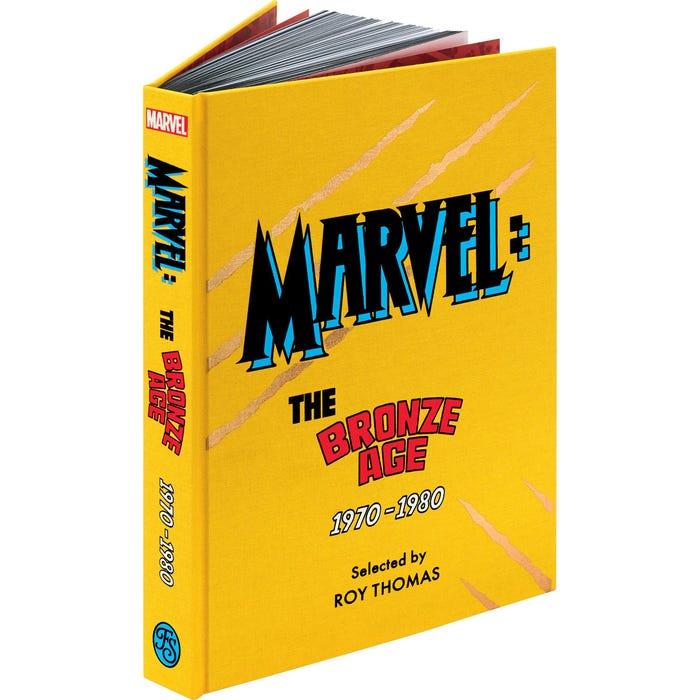 MARVEL
MARVEL:
THE
BRONZE
AGE
1970-1980
FS
MARVEL:
THE
BRONZE
AGE
1970-1980
Selected by
ROY THOMAS